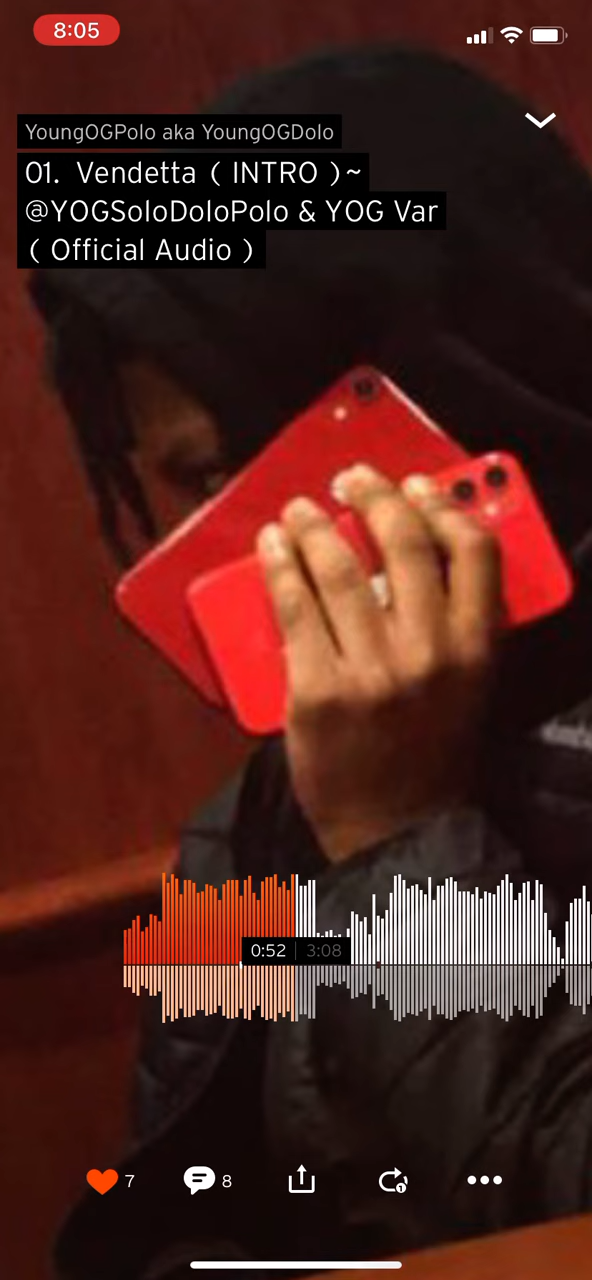 8:05
YoungOGPolo aka YoungOGDolo
01.  Vendetta ( INTRO )~
@YOGSoloDoloPolo & YOG Var
( Official Audio )
0:52 | 3:08
7 8 1